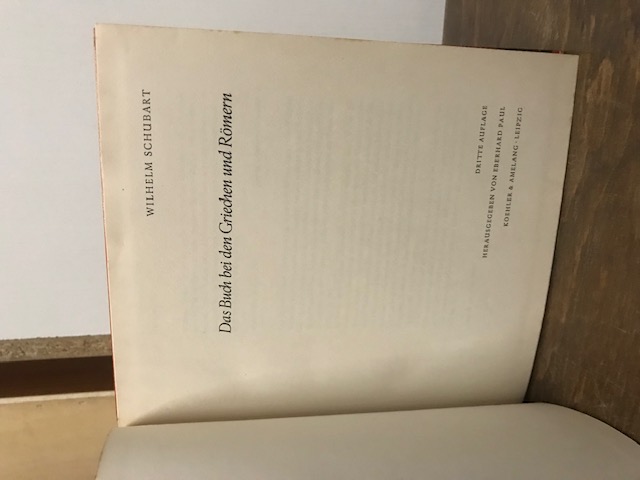 WILHELM SCHUBART
Das Buch bei den Griechen und Römern
DRITTE AUFLAGE
HERAUSGEGEBEN VON EBERHARD PAUL
KOEHLER & AMELANG · LEIPZIG